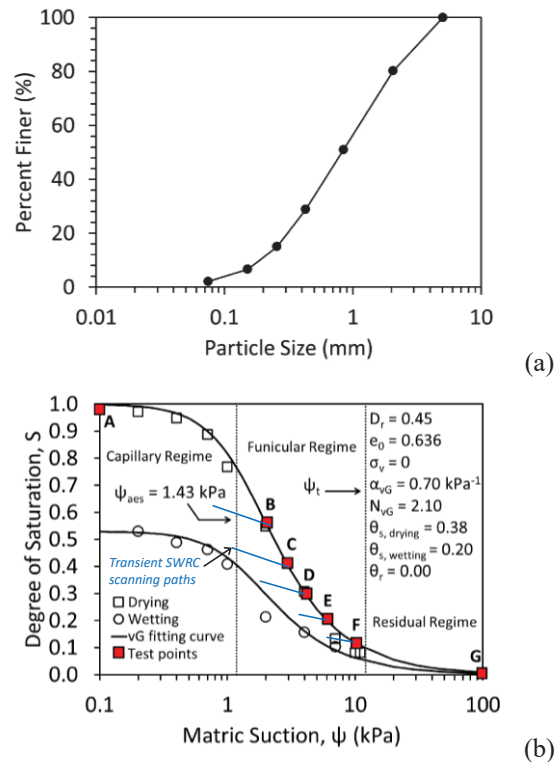 100
80
60
40
20
0
Percent Finer (%)
0.01 0.1 1 10
Particle Size (mm)
(a)
1.0
0.9
0.8
0.7
0.6
0.5
0.4
0.3
0.2
0.1
0.0
Degree of Saturation, S
A
Capillary Regime
Funicular Regime
Residual Regime
ψaes = 1.43 kPa
ψt
Dr = 0.45
e0 = 0.636
σv = 0
αvG = 0.70 kPa-1
NvG = 2.10
θs, drying = 0.38
θs, wetting = 0.20
θr = 0.00
B
C
D
E
F
G
Transient SWRC
scanning paths
Drying
Wetting
vG fitting curve
Test points
0.1 1 10 100
Matric Suction, ψ (kPa)
(b)